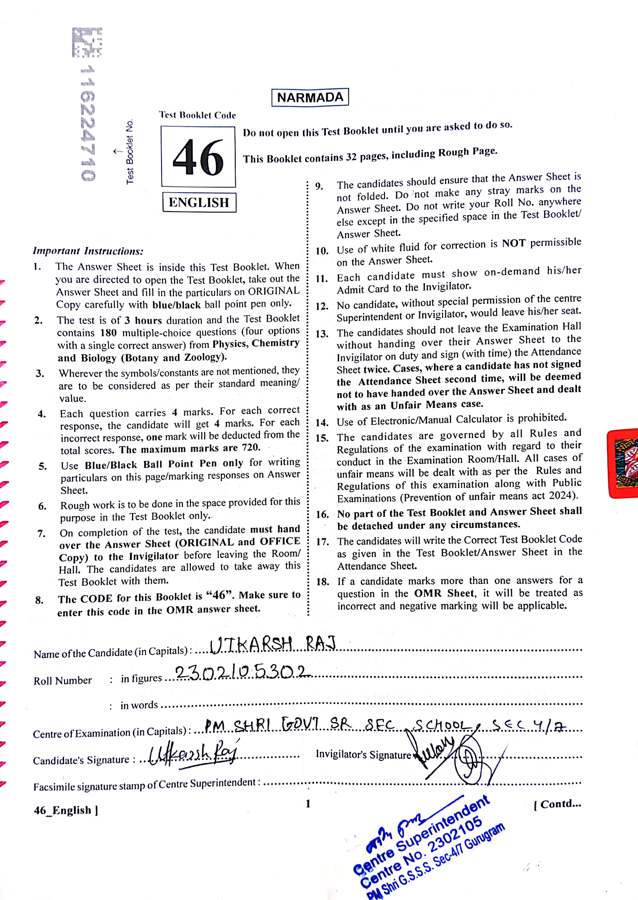 116224710
Test Booklet No.
NARMADA
Test Booklet Code
46
ENGLISH
Do not open this Test Booklet until you are asked to do so.
This Booklet contains 32 pages, including Rough Page.
Important Instructions:
1. The Answer Sheet is inside this Test Booklet. When
you are directed to open the Test Booklet, take out the
Answer Sheet and fill in the particulars on ORIGINAL
Copy carefully with blue/black ball point pen only.
2. The test is of 3 hours duration and the Test Booklet
contains 180 multiple-choice questions (four options
with a single correct answer) from Physics, Chemistry
and Biology (Botany and Zoology).
3. Wherever the symbols/constants are not mentioned, they
are to be considered as per their standard meaning/
value.
4. Each question carries 4 marks. For each correct
response, the candidate will get 4 marks. For each
incorrect response, one mark will be deducted from the
total scores. The maximum marks are 720.
5. Use Blue/Black Ball Point Pen only for writing
particulars on this page/marking responses on Answer
Sheet.
6. Rough work is to be done in the space provided for this
purpose in the Test Booklet only.
7. On completion of the test, the candidate must hand
over the Answer Sheet (ORIGINAL and OFFICE
Copy) to the Invigilator before leaving the Room/
Hall. The candidates are allowed to take away this
Test Booklet with them.
8. The CODE for this Booklet is "46". Make sure to
enter this code in the OMR answer sheet.
9. The candidates should ensure that the Answer Sheet is
not folded. Do not make any stray marks on the
Answer Sheet. Do not write your Roll No. anywhere
else except in the specified space in the Test Booklet/
Answer Sheet.
10. Use of white fluid for correction is NOT permissible
on the Answer Sheet.
11. Each candidate must show on-demand his/her
Admit Card to the Invigilator.
12. No candidate, without special permission of the centre
Superintendent or Invigilator, would leave his/her seat.
13. The candidates should not leave the Examination Hall
without handing over their Answer Sheet to the
Invigilator on duty and sign (with time) the Attendance
Sheet twice. Cases, where a candidate has not signed
the Attendance Sheet second time, will be deemed
not to have handed over the Answer Sheet and dealt
with as an Unfair Means case.
14. Use of Electronic/Manual Calculator is prohibited.
15. The candidates are governed by all Rules and
Regulations of the examination with regard to their
conduct in the Examination Room/Hall. All cases of
unfair means will be dealt with as per the Rules and
Regulations of this examination along with Public
Examinations (Prevention of unfair means act 2024).
16. No part of the Test Booklet and Answer Sheet shall
be detached under any circumstances.
17. The candidates will write the Correct Test Booklet Code
as given in the Test Booklet/Answer Sheet in the
Attendance Sheet.
18. If a candidate marks more than one answers for a
question in the OMR Sheet, it will be treated as
incorrect and negative marking will be applicable.
Name of the Candidate (in Capitals) : UTKARSH RAJ
Roll Number : in figures 2302105302
: in words
Centre of Examination (in Capitals) : PM SHRI GOVT SR SEC SCHOOL, SEC 4/7
Candidate's Signature : Utkarsh Raj Invigilator's Signature
Facsimile signature stamp of Centre Superintendent :
46_English ] 1 [ Contd...
Centre Superintendent
Centre No. 2302105
PM Shri G.S.S.S. Sec-4/7 Gurugram